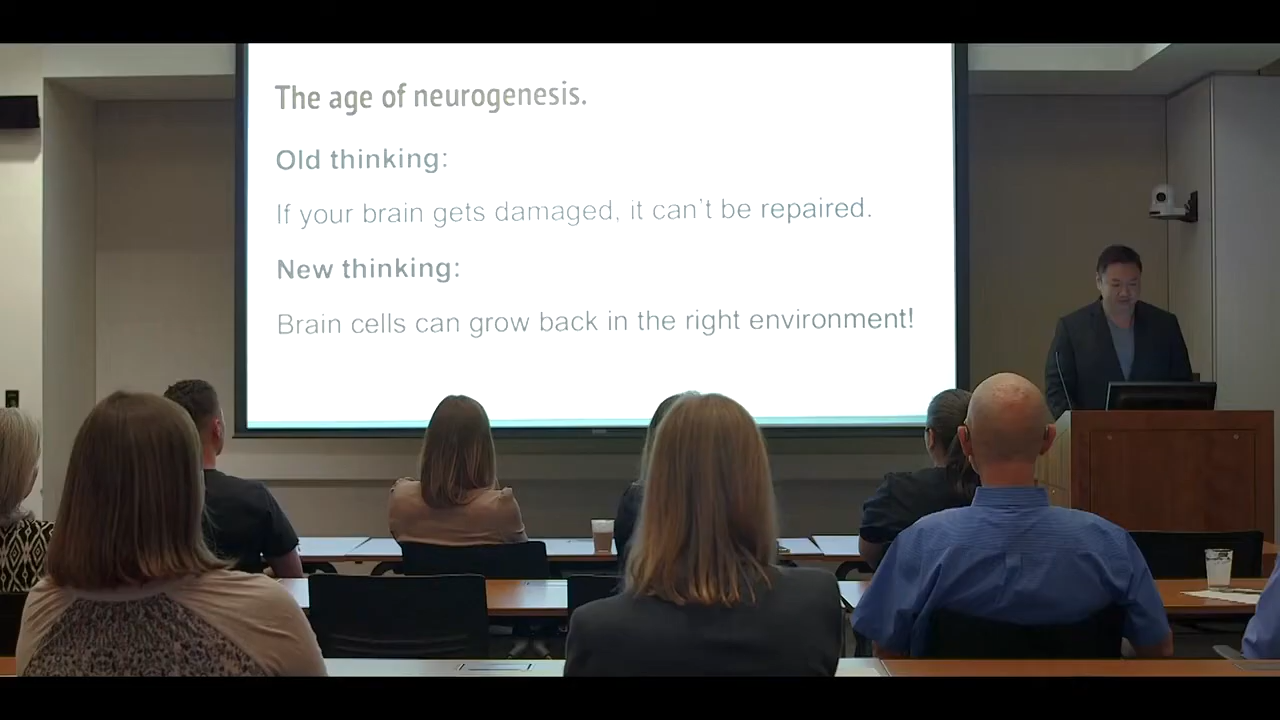 The age of neurogenesis.
Old thinking:
If your brain gets damaged, it can't be repaired.
New thinking:
Brain cells can grow back in the right environment!